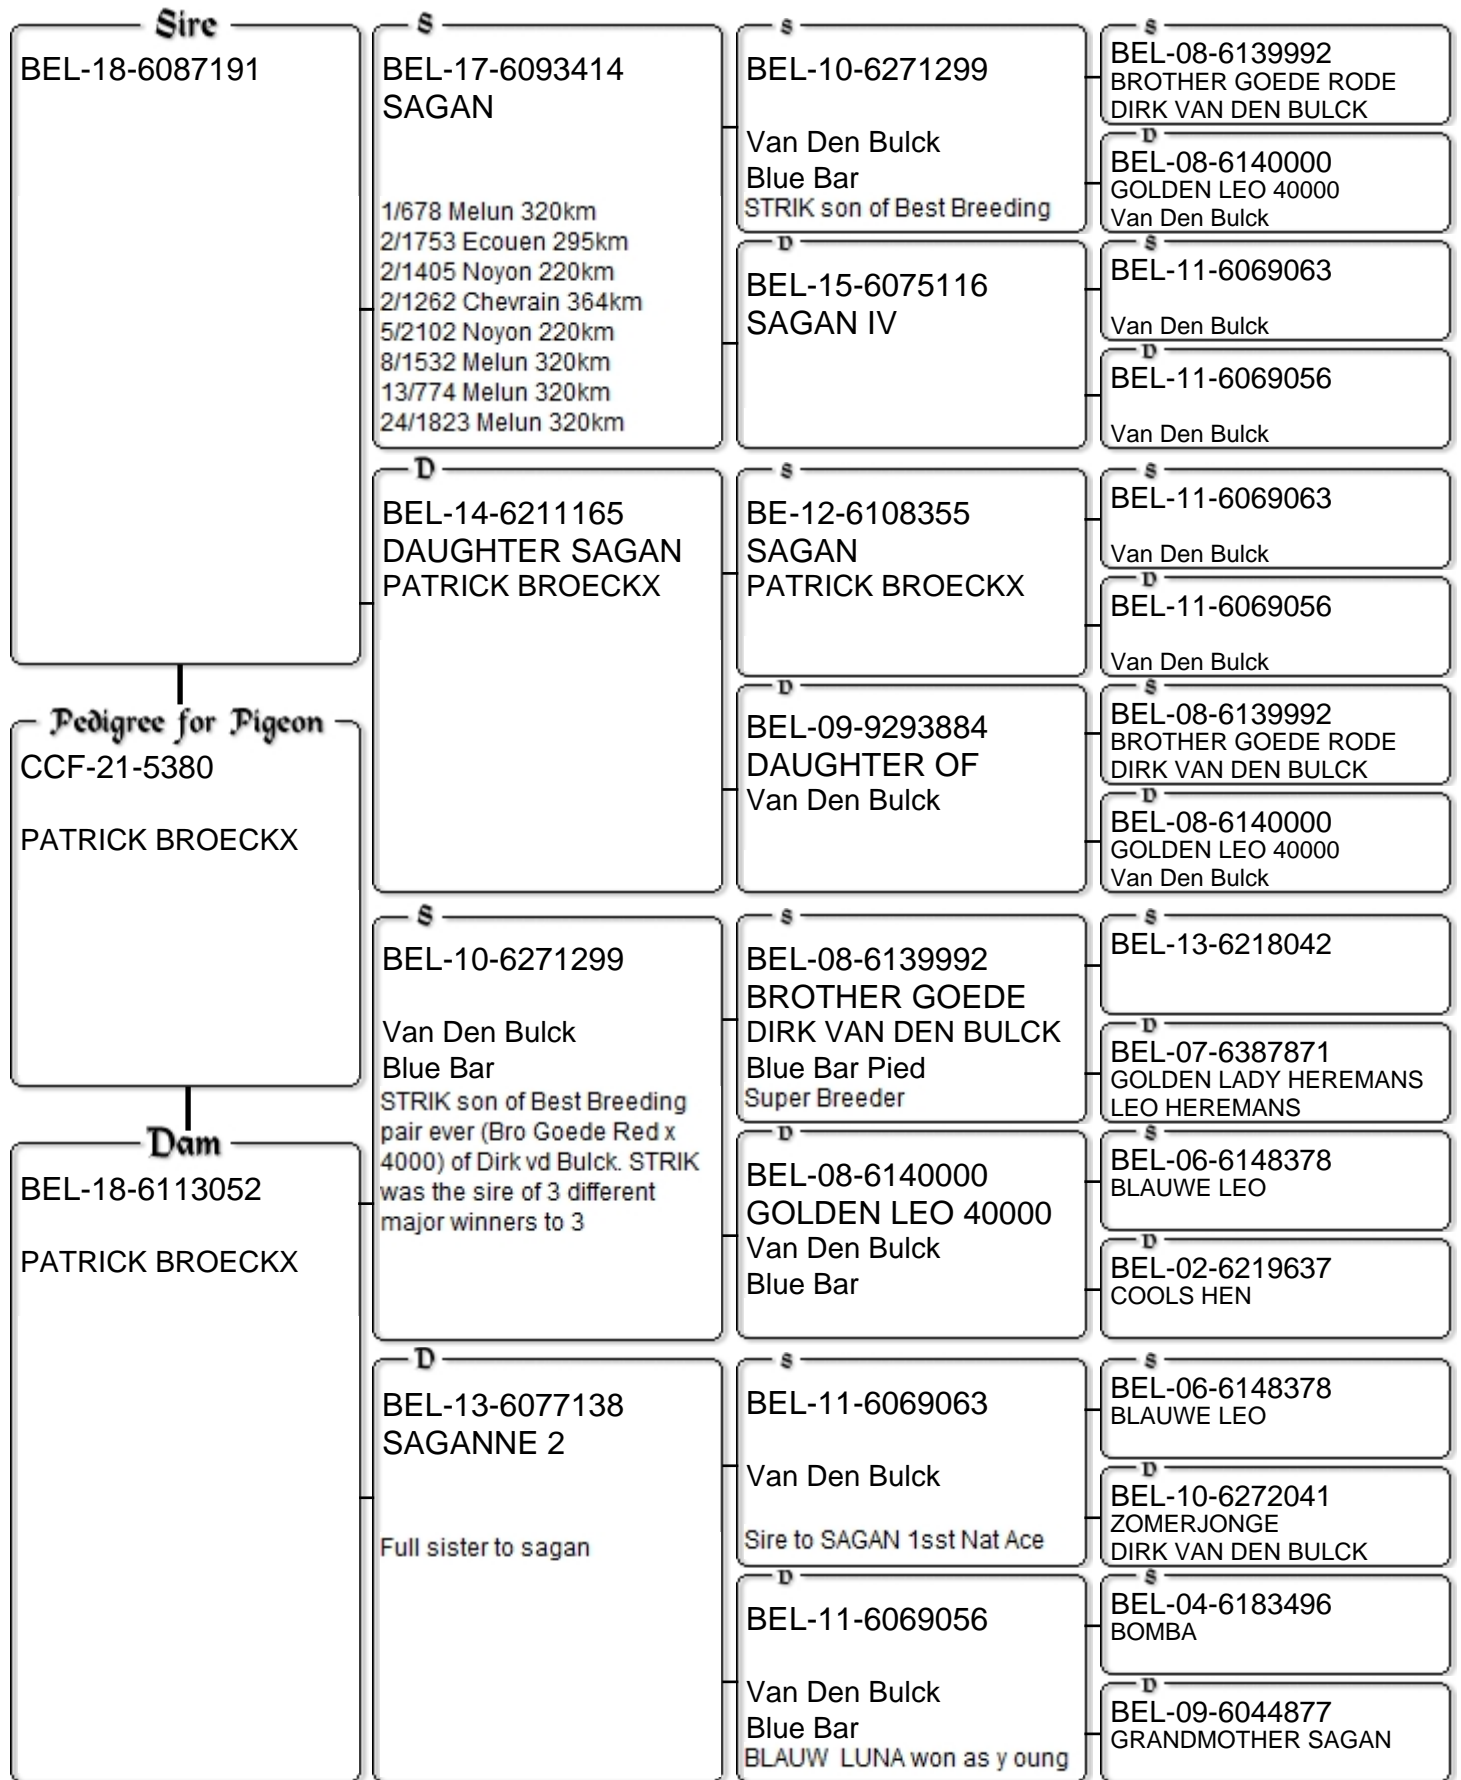 Sire
BEL-18-6087191
S
BEL-17-6093414
SAGAN
1/678 Melun 320km
2/1753 Ecouen 295km
2/1405 Noyon 220km
2/1262 Chevrain 364km
5/2102 Noyon 220km
8/1532 Melun 320km
13/774 Melun 320km
24/1823 Melun 320km
D
BEL-14-6211165
DAUGHTER SAGAN
PATRICK BROECKX
S
BEL-10-6271299
Van Den Bulck
Blue Bar
STRIK son of Best Breeding
D
BEL-15-6075116
SAGAN IV
S
BE-12-6108355
SAGAN
PATRICK BROECKX
D
BEL-09-9293884
DAUGHTER OF
Van Den Bulck
S
BEL-08-6139992
BROTHER GOEDE RODE
DIRK VAN DEN BULCK
D
BEL-08-6140000
GOLDEN LEO 40000
Van Den Bulck
S
BEL-11-6069063
Van Den Bulck
D
BEL-11-6069056
Van Den Bulck
S
BEL-11-6069063
Van Den Bulck
D
BEL-11-6069056
Van Den Bulck
S
BEL-08-6139992
BROTHER GOEDE RODE
DIRK VAN DEN BULCK
D
BEL-08-6140000
GOLDEN LEO 40000
Van Den Bulck
Pedigree for Pigeon
CCF-21-5380
PATRICK BROECKX
Dam
BEL-18-6113052
PATRICK BROECKX
S
BEL-10-6271299
Van Den Bulck
Blue Bar
STRIK son of Best Breeding
pair ever (Bro Goede Red x
4000) of Dirk vd Bulck. STRIK
was the sire of 3 different
major winners to 3
D
BEL-13-6077138
SAGANNE 2
Full sister to sagan
S
BEL-08-6139992
BROTHER GOEDE
DIRK VAN DEN BULCK
Blue Bar Pied
Super Breeder
D
BEL-08-6140000
GOLDEN LEO 40000
Van Den Bulck
Blue Bar
S
BEL-11-6069063
Van Den Bulck
Sire to SAGAN 1sst Nat Ace
D
BEL-11-6069056
Van Den Bulck
Blue Bar
BLAUW LUNA won as y oung
S
BEL-13-6218042
D
BEL-07-6387871
GOLDEN LADY HEREMANS
LEO HEREMANS
S
BEL-06-6148378
BLAUWE LEO
D
BEL-02-6219637
COOLS HEN
S
BEL-06-6148378
BLAUWE LEO
D
BEL-10-6272041
ZOMERJONGE
DIRK VAN DEN BULCK
S
BEL-04-6183496
BOMBA
D
BEL-09-6044877
GRANDMOTHER SAGAN